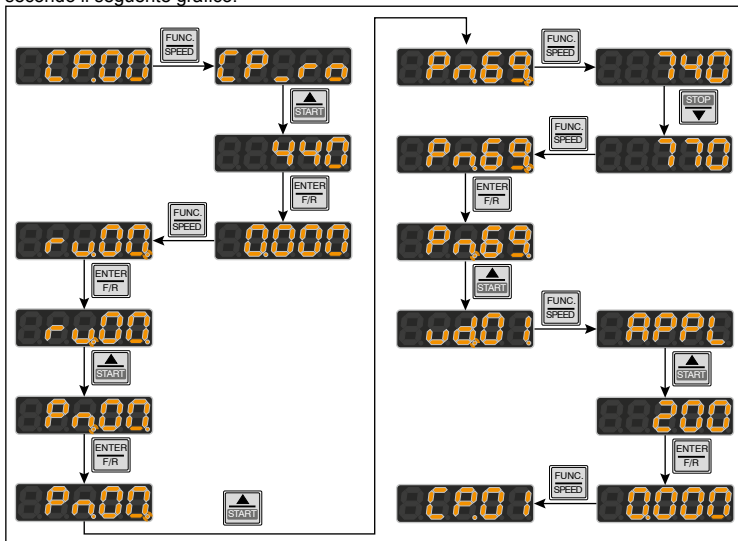 secondo il seguente grafico:
CP.00
FUNC.
SPEED
CP_ro
START
440
ENTER
F/R
0.000
FUNC.
SPEED
ru.00.
ENTER
F/R
ru.00.
START
Pn.00.
ENTER
F/R
Pn.00.
START
Pn.69.
FUNC.
SPEED
740
STOP
770
FUNC.
SPEED
Pn.69.
ENTER
F/R
Pn.69.
START
ud.01.
FUNC.
SPEED
APPL
START
200
ENTER
F/R
0.000
FUNC.
SPEED
CP.01